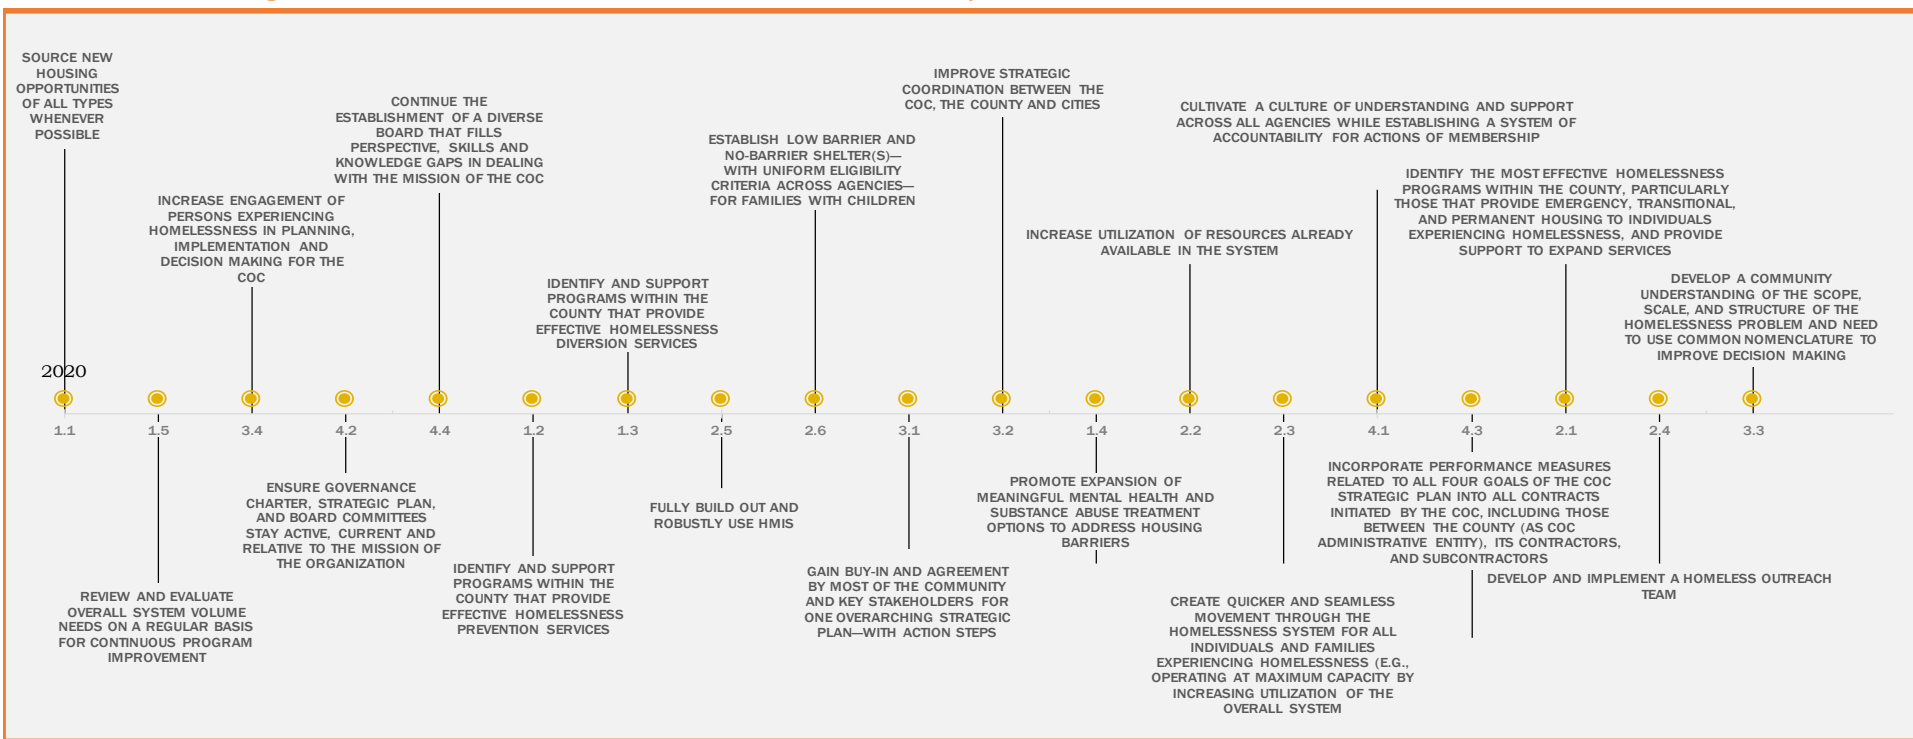 SOURCE NEW
HOUSING
OPPORTUNITIES
OF ALL TYPES
WHENEVER
POSSIBLE
INCREASE ENGAGEMENT OF
PERSONS EXPERIENCING
HOMELESSNESS IN PLANNING,
IMPLEMENTATION AND
DECISION MAKING FOR THE
COC
CONTINUE THE
ESTABLISHMENT OF A DIVERSE
BOARD THAT FILLS
PERSPECTIVE, SKILLS AND
KNOWLEDGE GAPS IN DEALING
WITH THE MISSION OF THE COC
IDENTIFY AND SUPPORT
PROGRAMS WITHIN THE
COUNTY THAT PROVIDE
EFFECTIVE HOMELESSNESS
DIVERSION SERVICES
ESTABLISH LOW BARRIER AND
NO-BARRIER SHELTER(S)—
WITH UNIFORM ELIGIBILITY
CRITERIA ACROSS AGENCIES—
FOR FAMILIES WITH CHILDREN
IMPROVE STRATEGIC
COORDINATION BETWEEN THE
COC, THE COUNTY AND CITIES
INCREASE UTILIZATION OF RESOURCES ALREADY
AVAILABLE IN THE SYSTEM
CULTIVATE A CULTURE OF UNDERSTANDING AND SUPPORT
ACROSS ALL AGENCIES WHILE ESTABLISHING A SYSTEM OF
ACCOUNTABILITY FOR ACTIONS OF MEMBERSHIP
IDENTIFY THE MOST EFFECTIVE HOMELESSNESS
PROGRAMS WITHIN THE COUNTY, PARTICULARLY
THOSE THAT PROVIDE EMERGENCY, TRANSITIONAL,
AND PERMANENT HOUSING TO INDIVIDUALS
EXPERIENCING HOMELESSNESS, AND PROVIDE
SUPPORT TO EXPAND SERVICES
DEVELOP A COMMUNITY
UNDERSTANDING OF THE SCOPE,
SCALE, AND STRUCTURE OF THE
HOMELESSNESS PROBLEM AND NEED
TO USE COMMON NOMENCLATURE TO
IMPROVE DECISION MAKING
2020
1.1 1.5 3.4 4.2 4.4 1.2 1.3 2.5 2.6 3.1 3.2 1.4 2.2 2.3 4.1 4.3 2.1 2.4 3.3
REVIEW AND EVALUATE
OVERALL SYSTEM VOLUME
NEEDS ON A REGULAR BASIS
FOR CONTINUOUS PROGRAM
IMPROVEMENT
ENSURE GOVERNANCE
CHARTER, STRATEGIC PLAN,
AND BOARD COMMITTEES
STAY ACTIVE, CURRENT AND
RELATIVE TO THE MISSION OF
THE ORGANIZATION
IDENTIFY AND SUPPORT
PROGRAMS WITHIN THE
COUNTY THAT PROVIDE
EFFECTIVE HOMELESSNESS
PREVENTION SERVICES
FULLY BUILD OUT AND
ROBUSTLY USE HMIS
GAIN BUY-IN AND AGREEMENT
BY MOST OF THE COMMUNITY
AND KEY STAKEHOLDERS FOR
ONE OVERARCHING STRATEGIC
PLAN—WITH ACTION STEPS
PROMOTE EXPANSION OF
MEANINGFUL MENTAL HEALTH AND
SUBSTANCE ABUSE TREATMENT
OPTIONS TO ADDRESS HOUSING
BARRIERS
CREATE QUICKER AND SEAMLESS
MOVEMENT THROUGH THE
HOMELESSNESS SYSTEM FOR ALL
INDIVIDUALS AND FAMILIES
EXPERIENCING HOMELESSNESS (E.G.,
OPERATING AT MAXIMUM CAPACITY BY
INCREASING UTILIZATION OF THE
OVERALL SYSTEM
INCORPORATE PERFORMANCE MEASURES
RELATED TO ALL FOUR GOALS OF THE COC
STRATEGIC PLAN INTO ALL CONTRACTS
INITIATED BY THE COC, INCLUDING THOSE
BETWEEN THE COUNTY (AS COC
ADMINISTRATIVE ENTITY), ITS CONTRACTORS,
AND SUBCONTRACTORS
DEVELOP AND IMPLEMENT A HOMELESS OUTREACH
TEAM